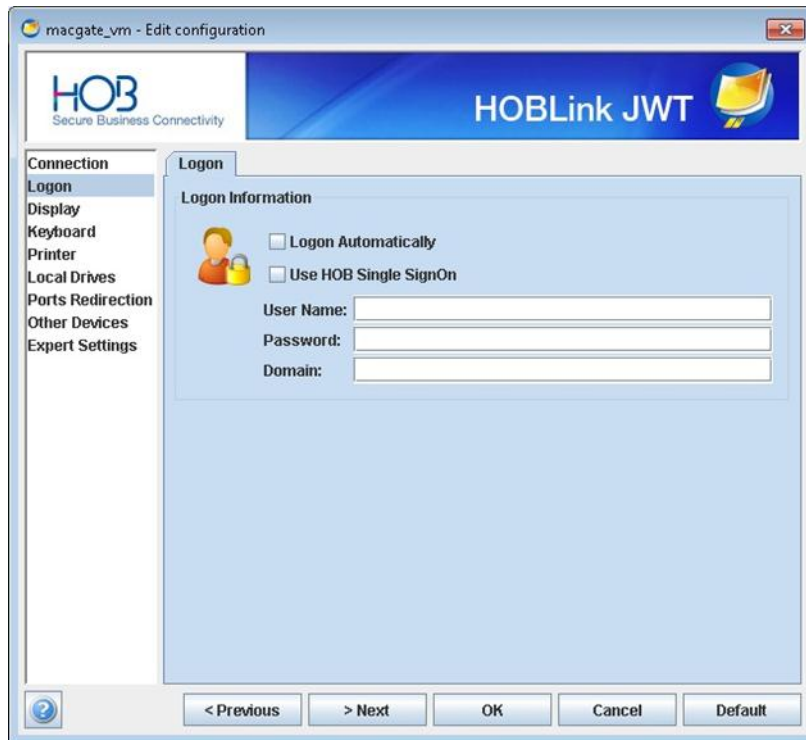 macgate_vm - Edit configuration
HOB
Secure Business Connectivity
HOBLink JWT
Connection
Logon
Display
Keyboard
Printer
Local Drives
Ports Redirection
Other Devices
Expert Settings
Logon
Logon Information
Logon Automatically
Use HOB Single SignOn
User Name:
Password:
Domain:
?
< Previous
> Next
OK
Cancel
Default